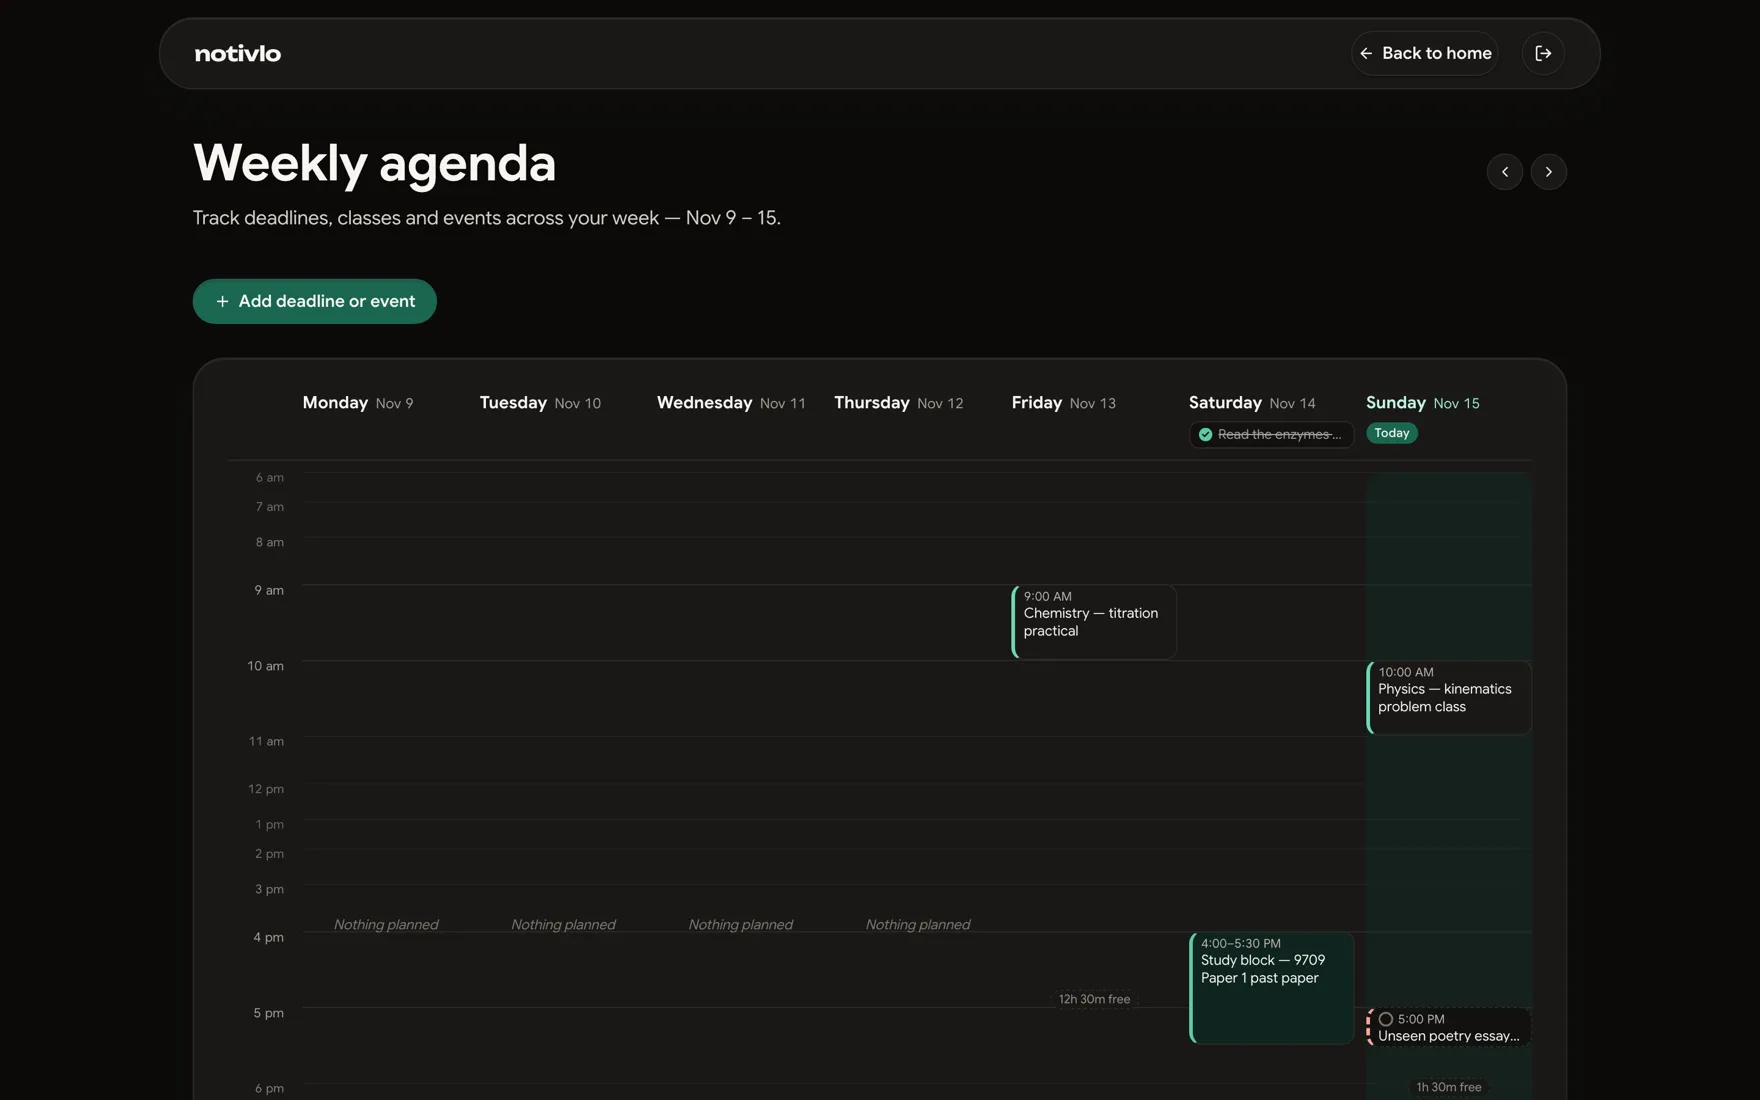 notivlo
← Back to home
Weekly agenda
Track deadlines, classes and events across your week — Nov 9 – 15.
+ Add deadline or event
Monday Nov 9
Tuesday Nov 10
Wednesday Nov 11
Thursday Nov 12
Friday Nov 13
Saturday Nov 14
Sunday Nov 15
Read the enzymes ...
Today
6 am
7 am
8 am
9 am
9:00 AM
Chemistry — titration
practical
10 am
10:00 AM
Physics — kinematics
problem class
11 am
12 pm
1 pm
2 pm
3 pm
Nothing planned
Nothing planned
Nothing planned
Nothing planned
4 pm
4:00–5:30 PM
Study block — 9709
Paper 1 past paper
12h 30m free
5 pm
5:00 PM
Unseen poetry essay...
6 pm
1h 30m free